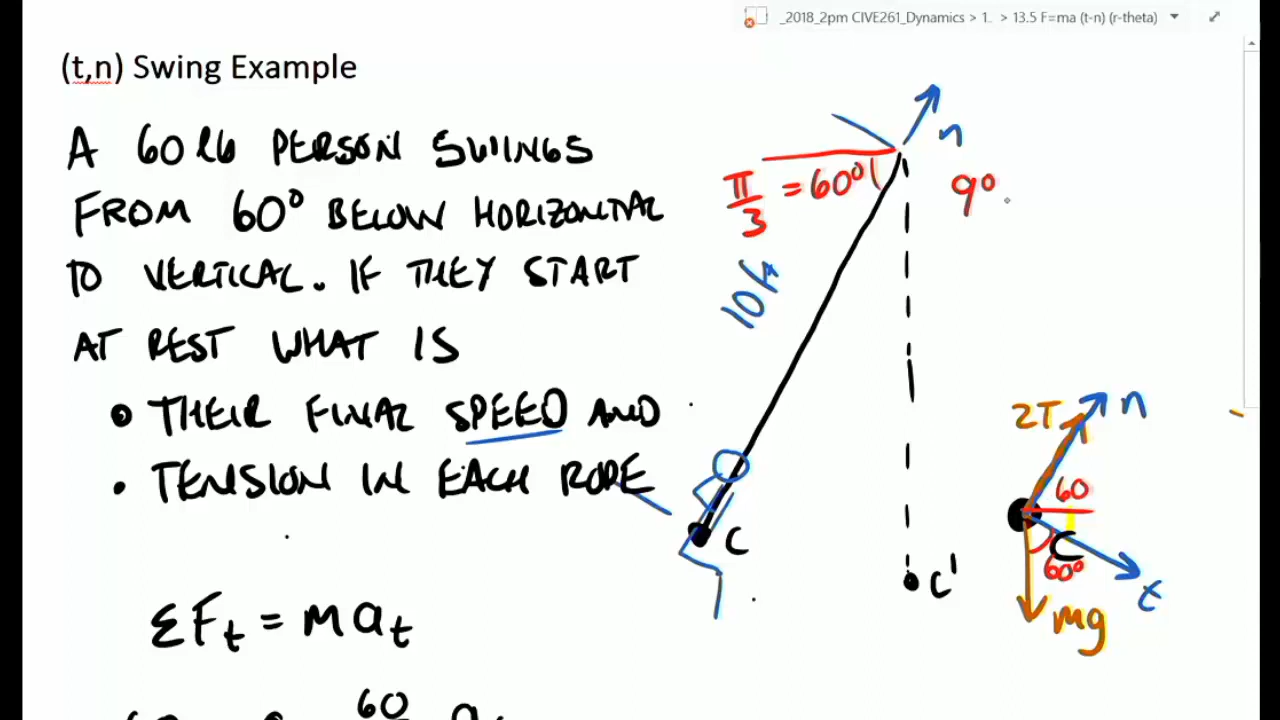 _2018_2pm CIVE261_Dynamics > 1.. > 13.5 F=ma (t-n) (r-theta)
(t,n) Swing Example
A 60 lb PERSON SWINGS
FROM 60° BELOW HORIZONTAL
TO VERTICAL. IF THEY START
AT REST WHAT IS
• THEIR FINAL SPEED AND
• TENSION IN EACH ROPE
ΣFt = mat
60
n
π/3 = 60°
90
10 ft
C
C'
2T
n
60
C
60°
t
mg